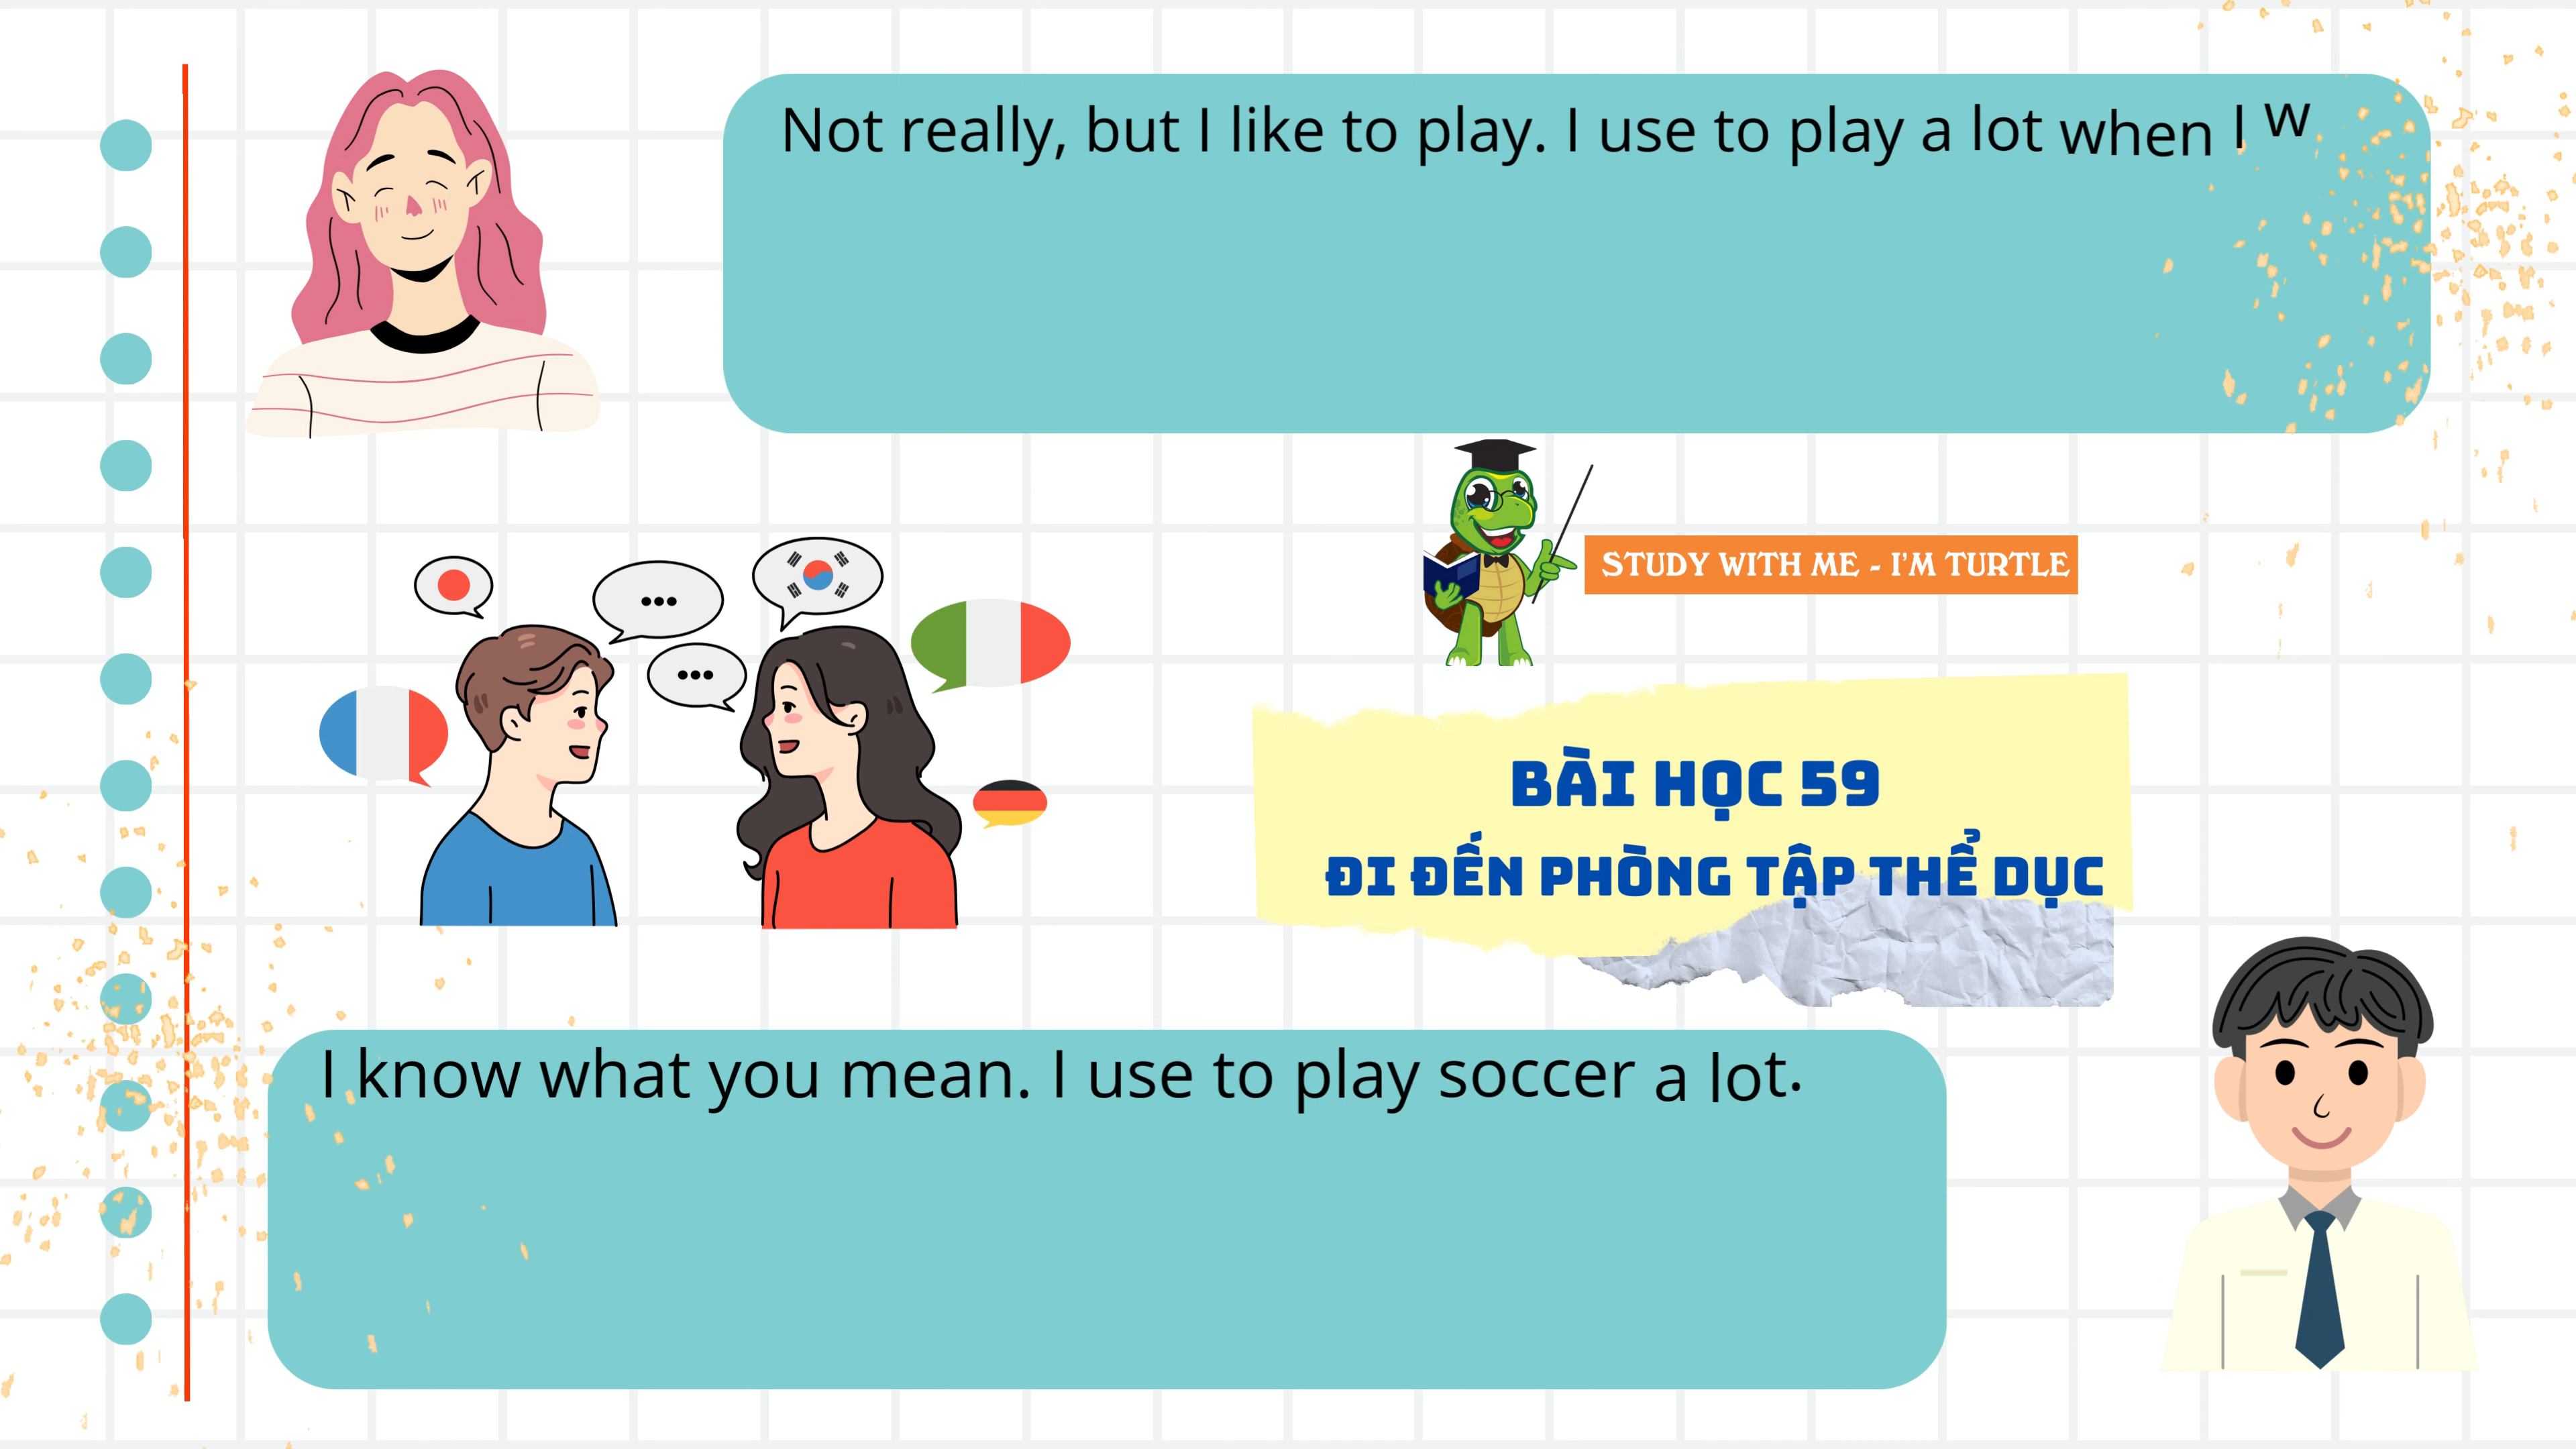 Not really, but I like to play. I use to play a lot when I w
STUDY WITH ME - I'M TURTLE
BÀI HỌC 59
ĐI ĐẾN PHÒNG TẬP THỂ DỤC
I know what you mean. I use to play soccer a lot.